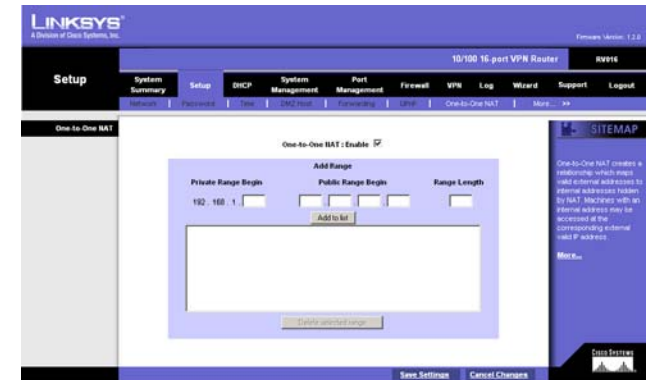 LINKSYS®
A Division of Cisco Systems, Inc.
Firmware Version: 1.2.0
10/100 16-port VPN Router RV016
Setup
System Summary Setup DHCP System Management Port Management Firewall VPN Log Wizard Support Logout
Network | Password | Time | DMZ Host | Forwarding | UPnP | One-to-One NAT | More... >>
One-to-One NAT
SITEMAP
One-to-One NAT : Enable
Add Range
Private Range Begin Public Range Begin Range Length
192 . 168 . 1 .
Add to list
Delete selected range
One-to-One NAT creates a
relationship which maps
valid external addresses to
internal addresses hidden
by NAT. Machines with an
internal address may be
accessed at the
corresponding external
valid IP address.
More...
Save Settings Cancel Changes
CISCO SYSTEMS